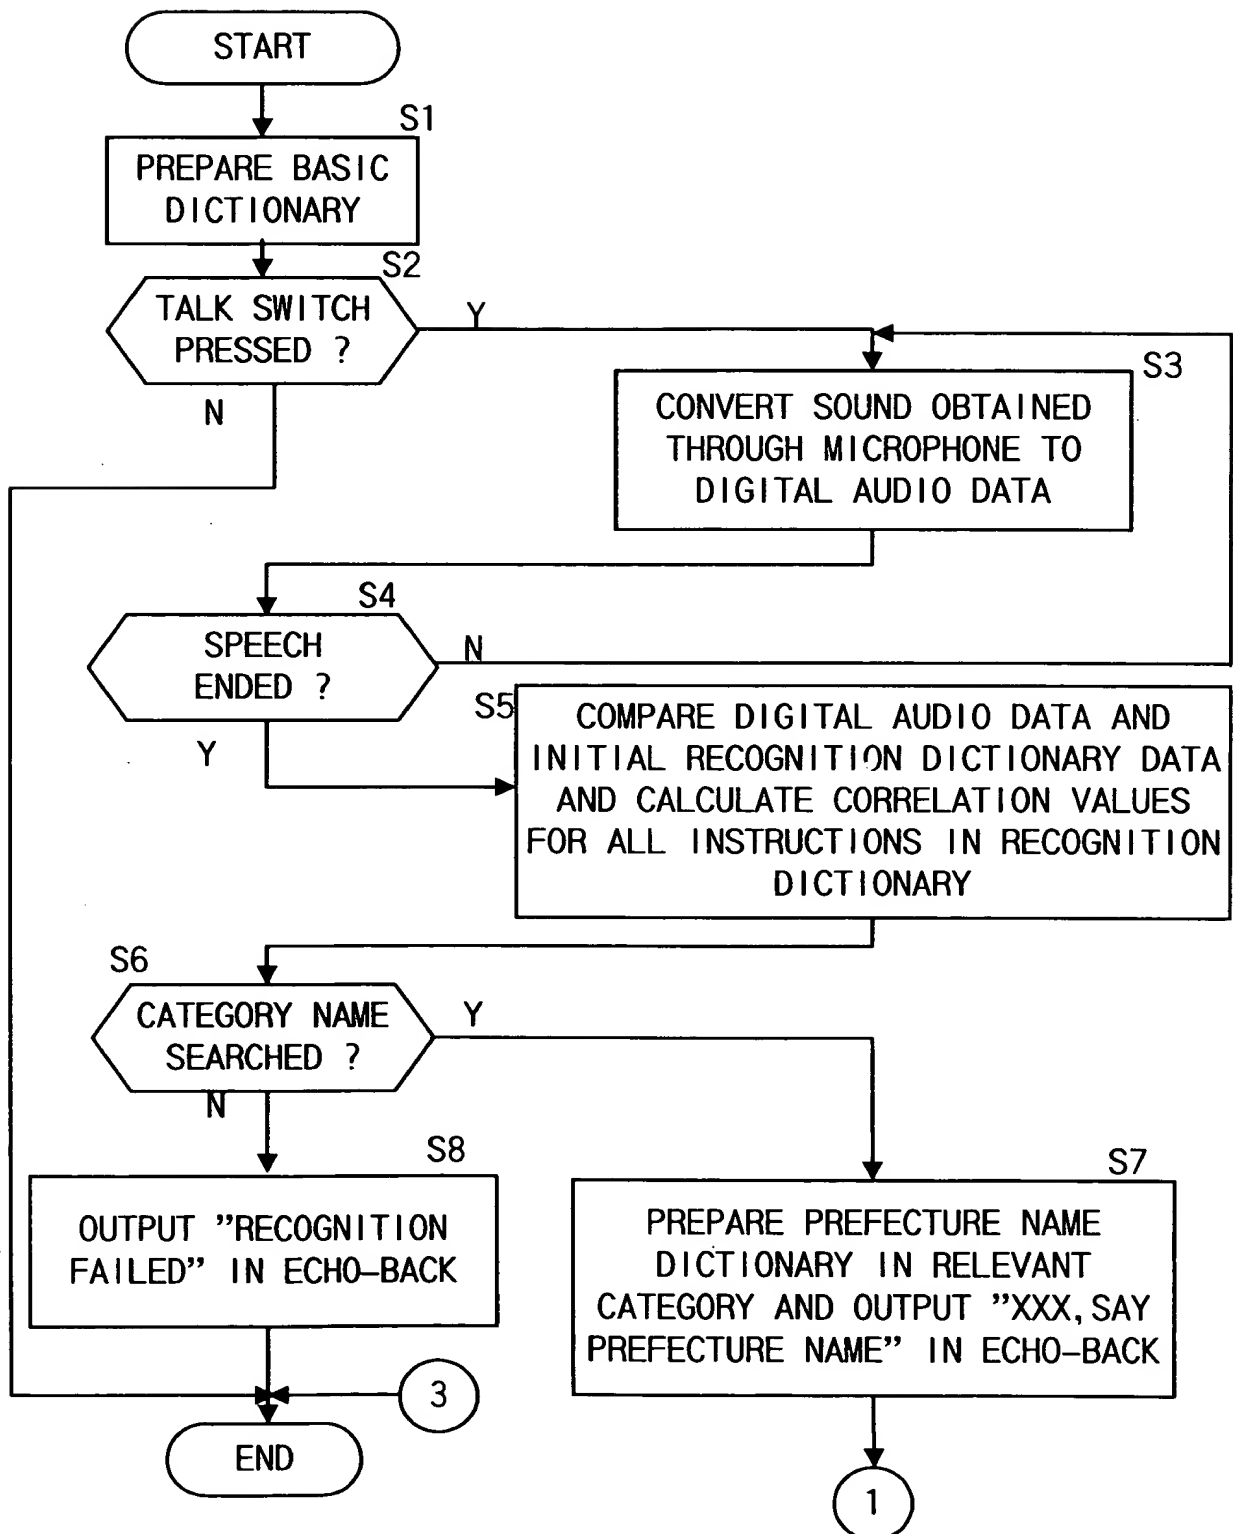 START
S1
PREPARE BASIC
DICTIONARY
S2
TALK SWITCH
PRESSED ?
Y
N
S3
CONVERT SOUND OBTAINED
THROUGH MICROPHONE TO
DIGITAL AUDIO DATA
S4
SPEECH
ENDED ?
N
Y
S5
COMPARE DIGITAL AUDIO DATA AND
INITIAL RECOGNITION DICTIONARY DATA
AND CALCULATE CORRELATION VALUES
FOR ALL INSTRUCTIONS IN RECOGNITION
DICTIONARY
S6
CATEGORY NAME
SEARCHED ?
Y
N
S8
OUTPUT ”RECOGNITION
FAILED” IN ECHO-BACK
S7
PREPARE PREFECTURE NAME
DICTIONARY IN RELEVANT
CATEGORY AND OUTPUT ”XXX, SAY
PREFECTURE NAME” IN ECHO-BACK
3
END
1